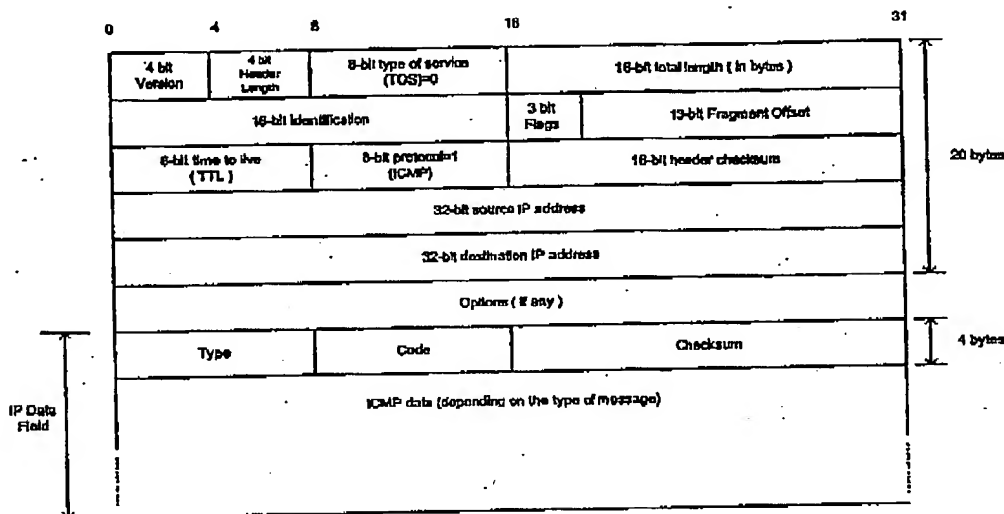 0 4 8 16 31
4 bit
Version
4 bit
Header
Length
8-bit type of service
(TOS)=0
16-bit total length ( in bytes )
16-bit Identification
3 bit
Flags
13-bit Fragment Offset
8-bit time to live
( TTL )
8-bit protocol=1
(ICMP)
16-bit header checksum
20 bytes
32-bit source IP address
32-bit destination IP address
Options ( if any )
Type
Code
Checksum
4 bytes
ICMP data (depending on the type of message)
IP Data
Field